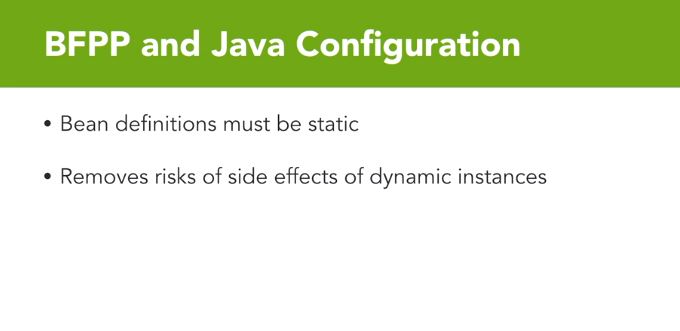 BFPP and Java Configuration
• Bean definitions must be static
• Removes risks of side effects of dynamic instances